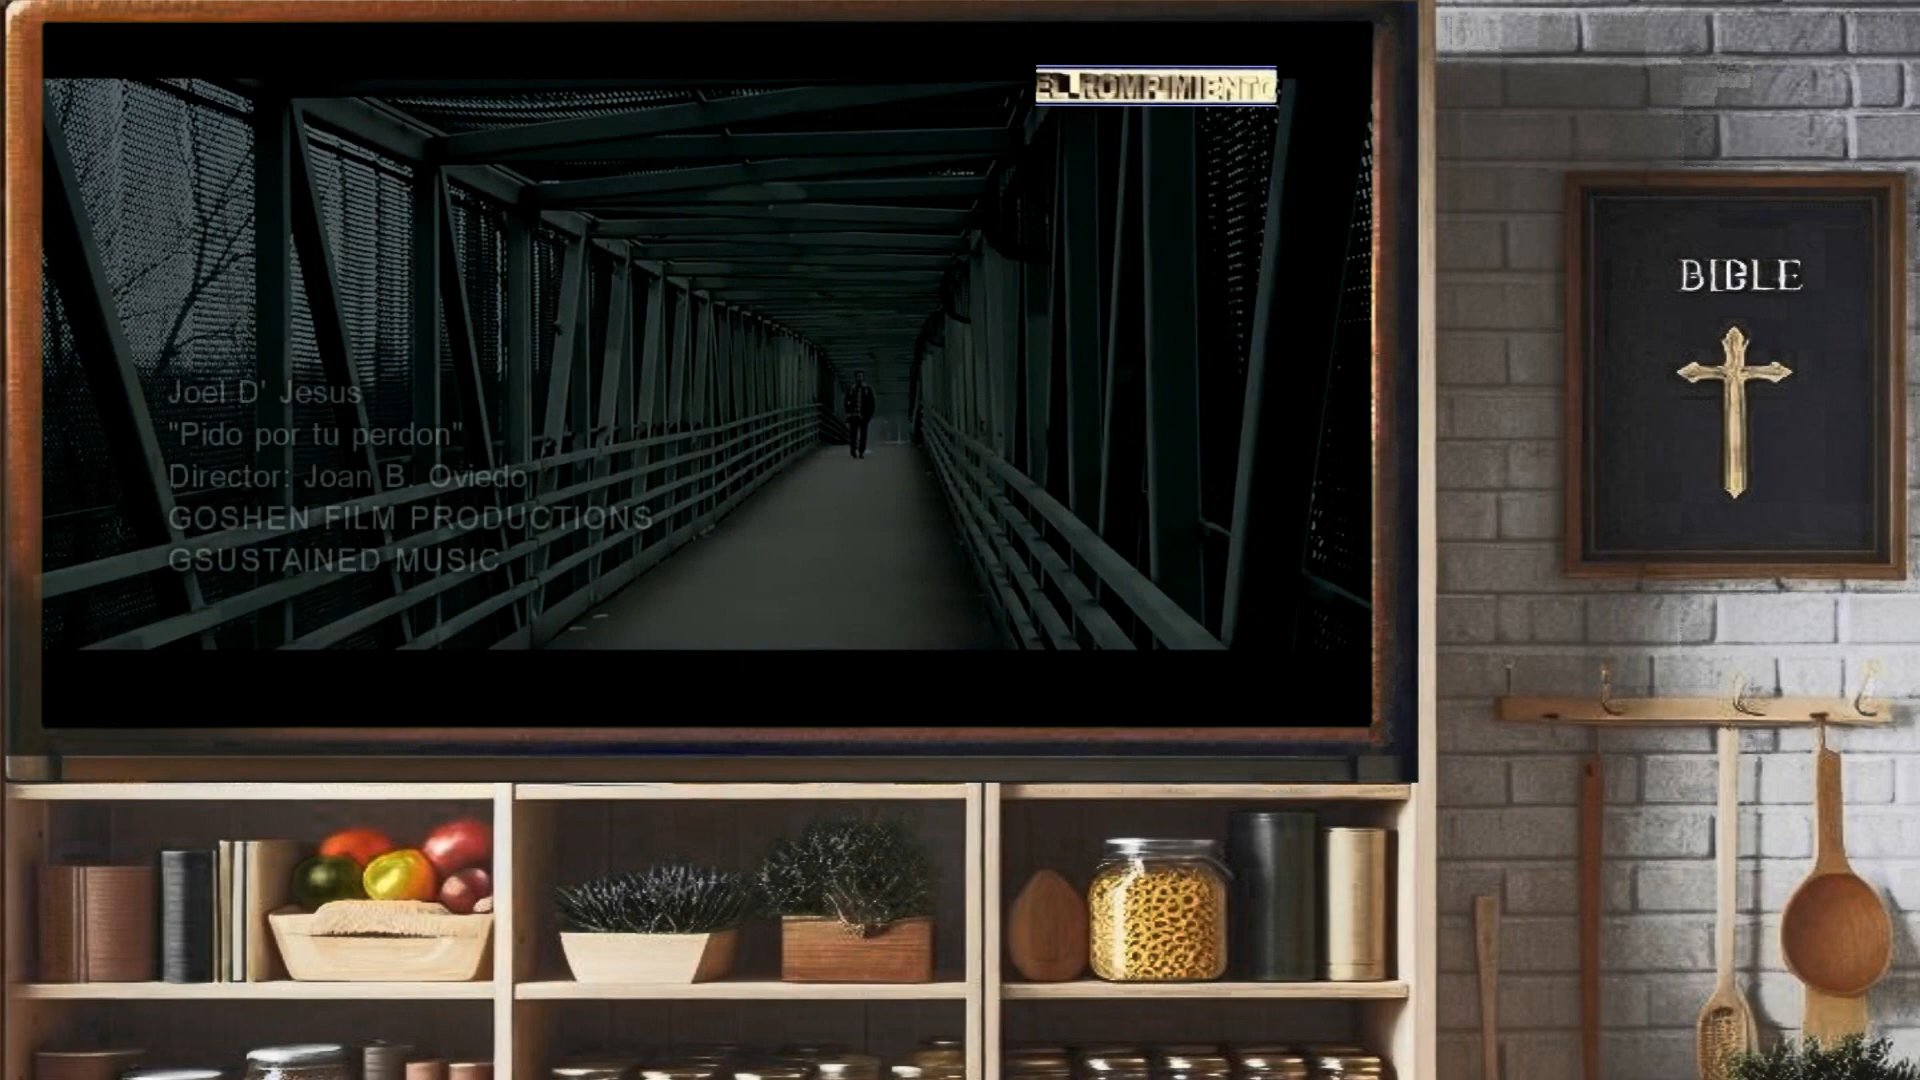 EL ROMPIMIENTO
Joel D' Jesus
"Pido por tu perdon"
Director: Joan B. Oviedo
GOSHEN FILM PRODUCTIONS
GSUSTAINED MUSIC
BIBLE